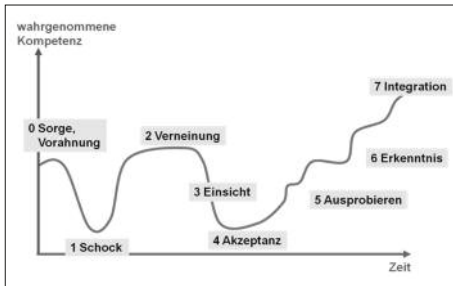 wahrgenommene
Kompetenz
7 Integration
0 Sorge,
Vorahnung
2 Verneinung
6 Erkenntnis
3 Einsicht
5 Ausprobieren
4 Akzeptanz
1 Schock
Zeit